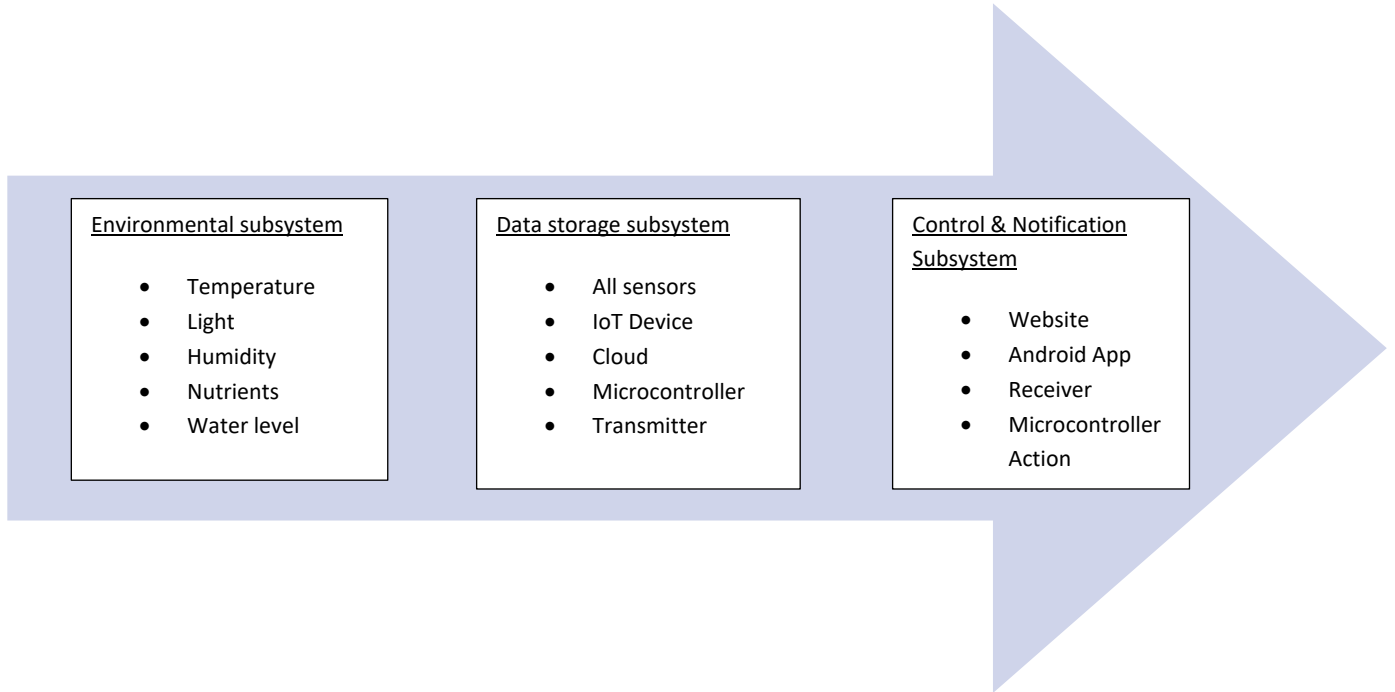 Environmental subsystem
• Temperature
• Light
• Humidity
• Nutrients
• Water level
Data storage subsystem
• All sensors
• IoT Device
• Cloud
• Microcontroller
• Transmitter
Control & Notification
Subsystem
• Website
• Android App
• Receiver
• Microcontroller
Action